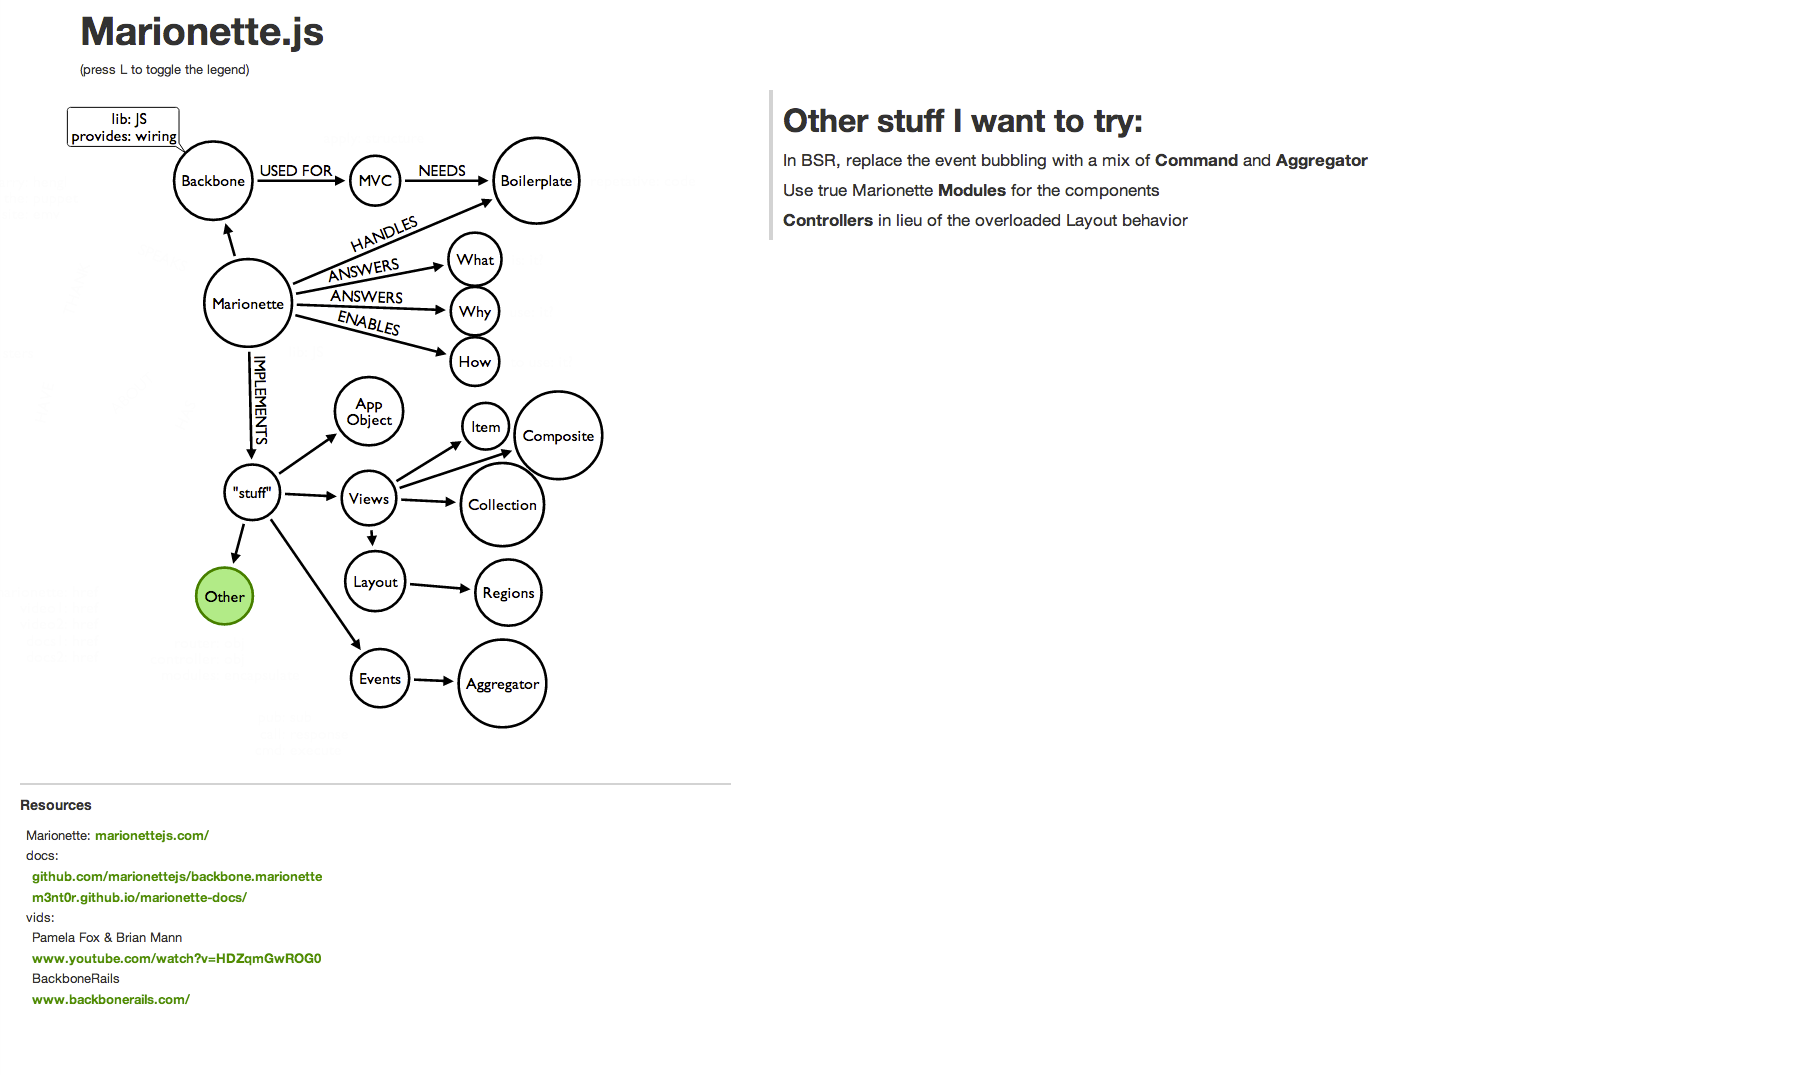 Marionette.js
(press L to toggle the legend)
lib: JS
provides: wiring
Backbone
USED FOR
MVC
NEEDS
Boilerplate
HANDLES
Marionette
ANSWERS
What
ANSWERS
Why
ENABLES
How
IMPLEMENTS
App
Object
Item
Composite
"stuff"
Views
Collection
Layout
Regions
Other
Events
Aggregator
Other stuff I want to try:
In BSR, replace the event bubbling with a mix of Command and Aggregator
Use true Marionette Modules for the components
Controllers in lieu of the overloaded Layout behavior
Resources
Marionette: marionettejs.com/
docs:
github.com/marionettejs/backbone.marionette
m3nt0r.github.io/marionette-docs/
vids:
Pamela Fox & Brian Mann
www.youtube.com/watch?v=HDZqmGwROG0
BackboneRails
www.backbonerails.com/